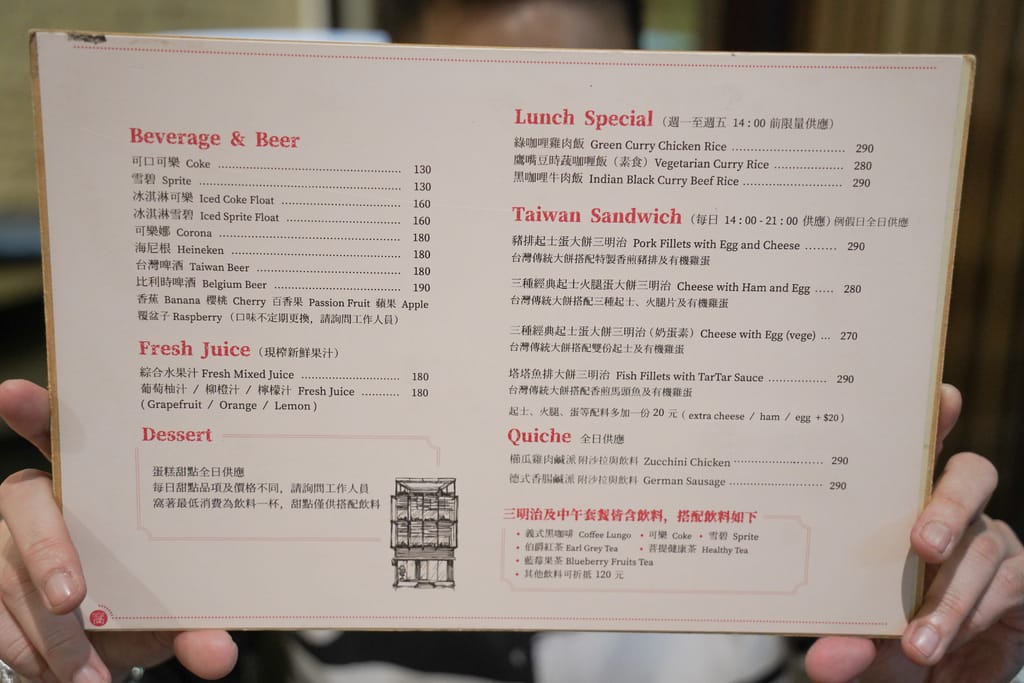 Beverage & Beer
可口可樂 Coke 130
雪碧 Sprite 130
冰淇淋可樂 Iced Coke Float 160
冰淇淋雪碧 Iced Sprite Float 160
可樂娜 Corona 180
海尼根 Heineken 180
台灣啤酒 Taiwan Beer 180
比利時啤酒 Belgium Beer 190
香蕉 Banana 櫻桃 Cherry 百香果 Passion Fruit 蘋果 Apple
覆盆子 Raspberry （口味不定期更換，請詢問工作人員）
Fresh Juice（現榨新鮮果汁）
綜合水果汁 Fresh Mixed Juice 180
葡萄柚汁 / 柳橙汁 / 檸檬汁 Fresh Juice 180
( Grapefruit / Orange / Lemon )
Dessert
蛋糕甜點全日供應
每日甜點品項及價格不同，請詢問工作人員
窩著最低消費為飲料一杯，甜點僅供搭配飲料
Lunch Special（週一至週五 14 : 00 前限量供應）
綠咖哩雞肉飯 Green Curry Chicken Rice 290
鷹嘴豆時蔬咖哩飯（素食）Vegetarian Curry Rice 280
黑咖哩牛肉飯 Indian Black Curry Beef Rice 290
Taiwan Sandwich（每日 14 : 00 - 21 : 00 供應）例假日全日供應
豬排起士蛋大餅三明治 Pork Fillets with Egg and Cheese 290
台灣傳統大餅搭配特製香煎豬排及有機雞蛋
三種經典起士火腿蛋大餅三明治 Cheese with Ham and Egg 280
台灣傳統大餅搭配三種起士、火腿片及有機雞蛋
三種經典起士蛋大餅三明治（奶蛋素）Cheese with Egg (vege) 270
台灣傳統大餅搭配雙份起士及有機雞蛋
塔塔魚排大餅三明治 Fish Fillets with TarTar Sauce 290
台灣傳統大餅搭配香煎馬頭魚及有機雞蛋
起士、火腿、蛋等配料多加一份 20 元（ extra cheese / ham / egg + $20 ）
Quiche 全日供應
櫛瓜雞肉鹹派 附沙拉與飲料 Zucchini Chicken 290
德式香腸鹹派 附沙拉與飲料 German Sausage 290
三明治及中午套餐皆含飲料，搭配飲料如下
• 義式黑咖啡 Coffee Lungo • 可樂 Coke • 雪碧 Sprite
• 伯爵紅茶 Earl Grey Tea • 菩提健康茶 Healthy Tea
• 藍莓果茶 Blueberry Fruits Tea
• 其他飲料可折抵 120 元